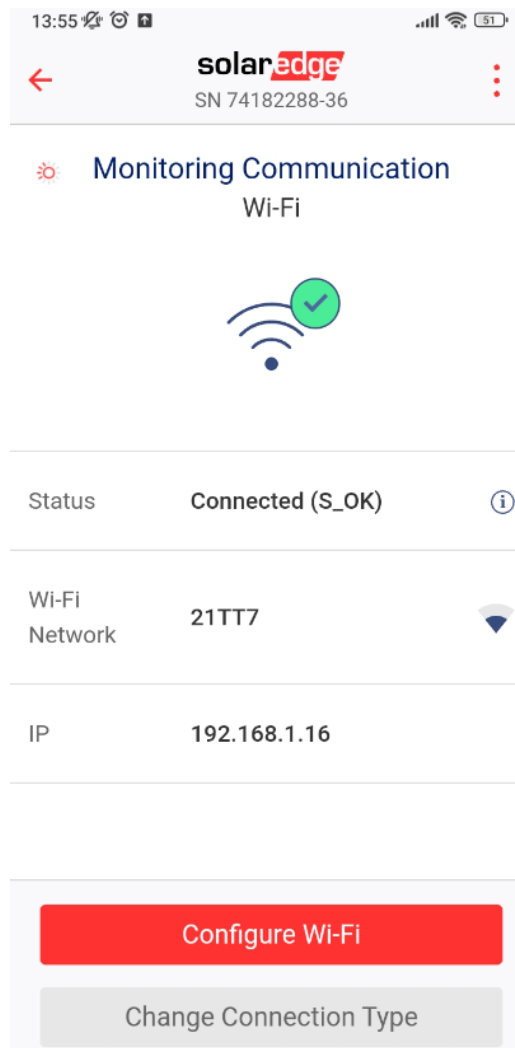 13:55
51
solaredge
SN 74182288-36
Monitoring Communication
Wi-Fi
Status
Connected (S_OK)
Wi-Fi
Network
21TT7
IP
192.168.1.16
Configure Wi-Fi
Change Connection Type